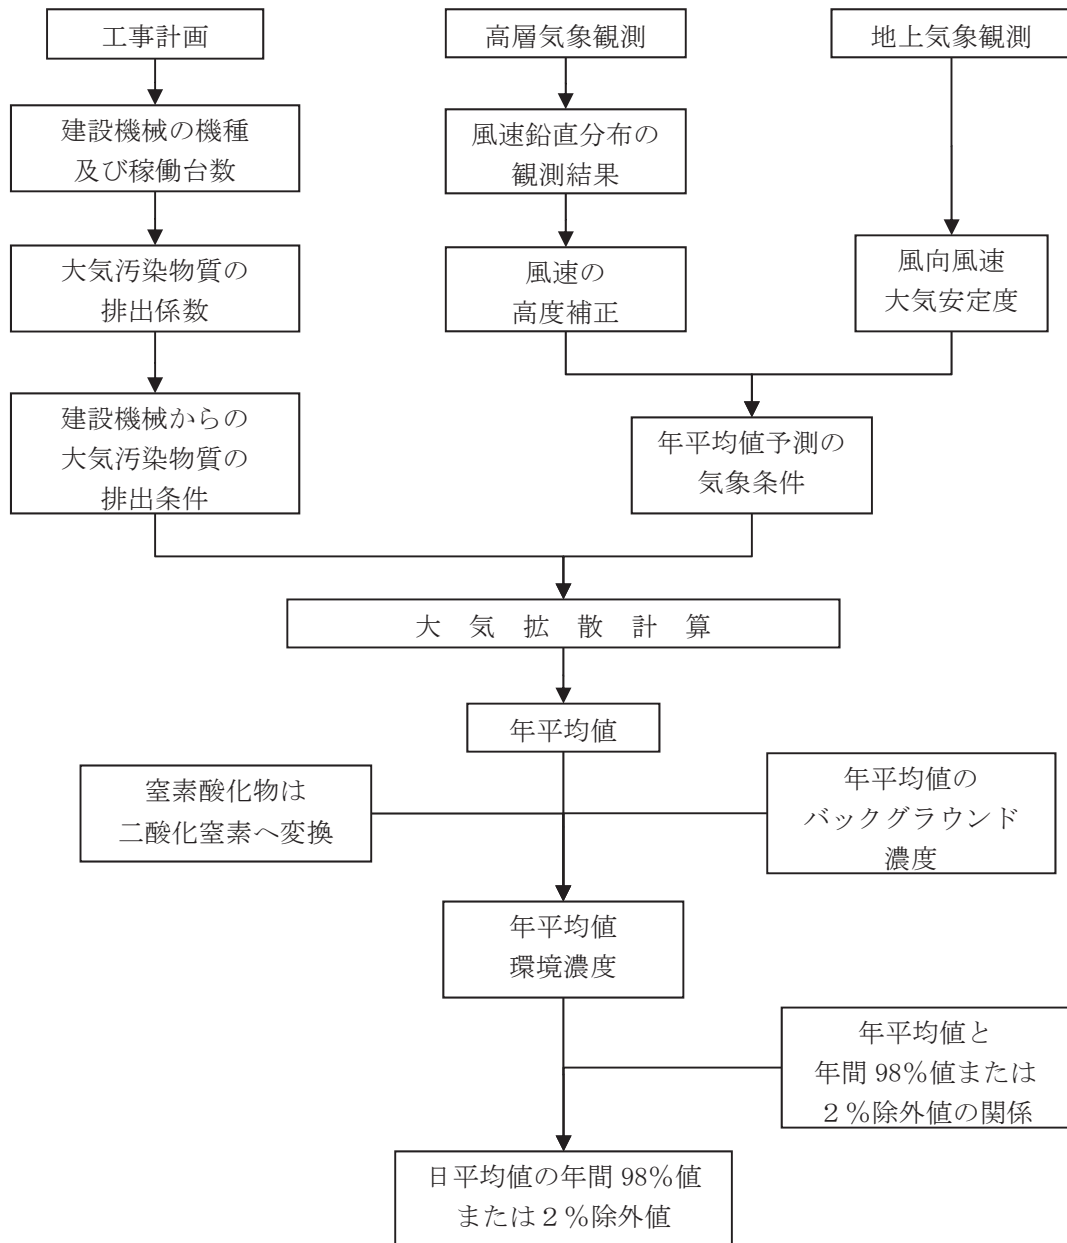 工事計画
高層気象観測
地上気象観測
建設機械の機種
及び稼働台数
風速鉛直分布の
観測結果
大気汚染物質の
排出係数
風速の
高度補正
風向風速
大気安定度
建設機械からの
大気汚染物質の
排出条件
年平均値予測の
気象条件
大 気 拡 散 計 算
年平均値
窒素酸化物は
二酸化窒素へ変換
年平均値の
バックグラウンド
濃度
年平均値
環境濃度
年平均値と
年間 98%値または
２%除外値の関係
日平均値の年間 98%値
または２%除外値